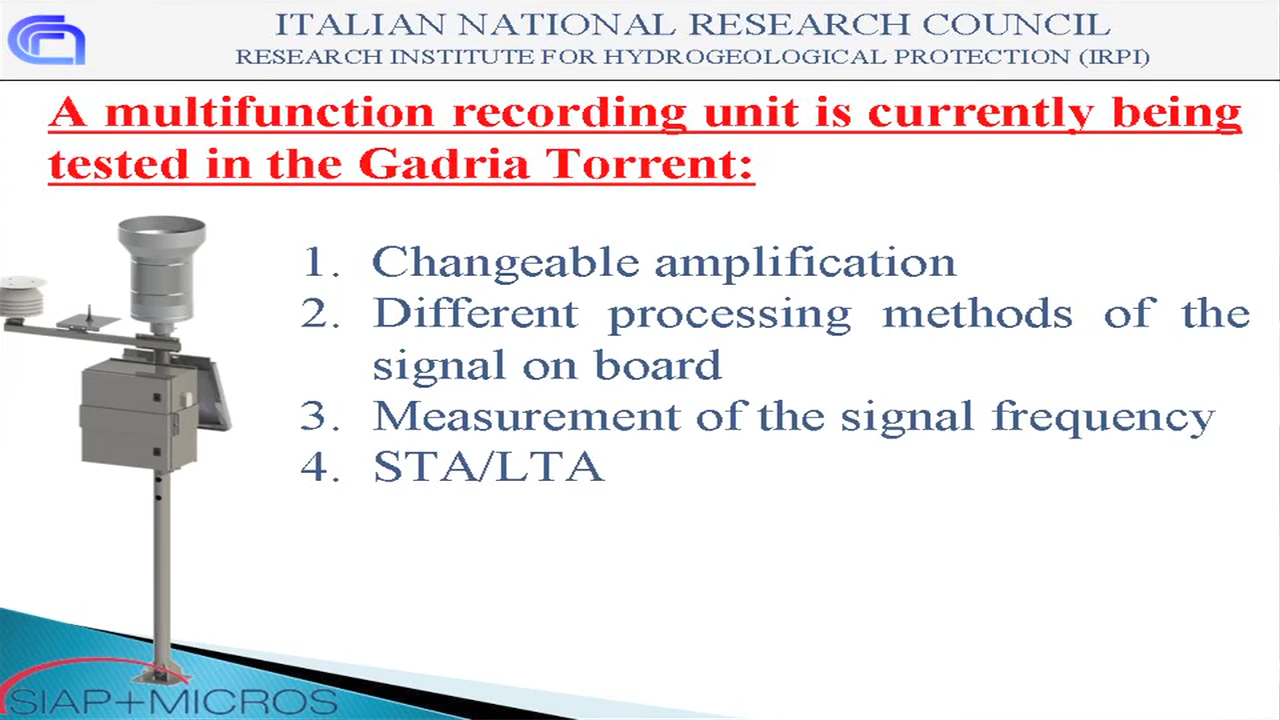 ITALIAN NATIONAL RESEARCH COUNCIL
RESEARCH INSTITUTE FOR HYDROGEOLOGICAL PROTECTION (IRPI)
A multifunction recording unit is currently being
tested in the Gadria Torrent:
1. Changeable amplification
2. Different processing methods of the
signal on board
3. Measurement of the signal frequency
4. STA/LTA
SIAP+MICROS